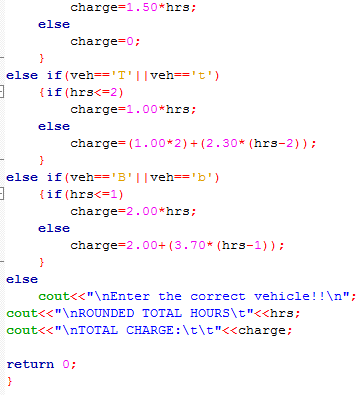 charge=1.50*hrs;
else
charge=0;
}
else if(veh=='T'||veh=='t')
{if(hrs<=2)
charge=1.00*hrs;
else
charge=(1.00*2)+(2.30*(hrs-2));
}
else if(veh=='B'||veh=='b')
{if(hrs<=1)
charge=2.00*hrs;
else
charge=2.00+(3.70*(hrs-1));
}
else
cout<<"\nEnter the correct vehicle!!\n";
cout<<"\nROUNDED TOTAL HOURS\t"<<hrs;
cout<<"\nTOTAL CHARGE:\t\t"<<charge;
return 0;
}